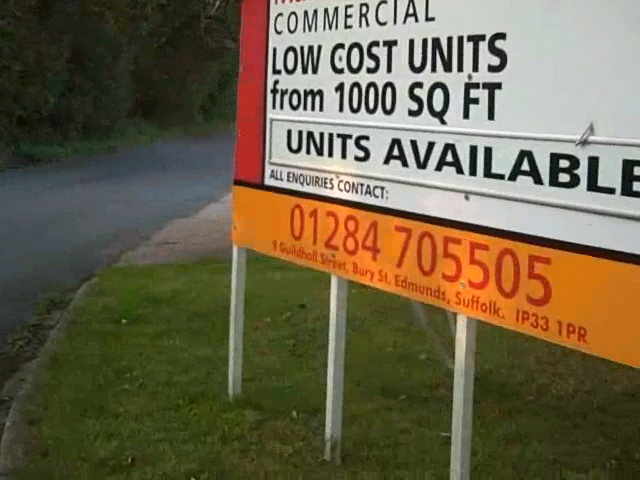 COMMERCIAL
LOW COST UNITS
from 1000 SQ FT
UNITS AVAILABLE
ALL ENQUIRIES CONTACT:
01284 705505
9 Guildhall Street, Bury St. Edmunds, Suffolk. IP33 1PR